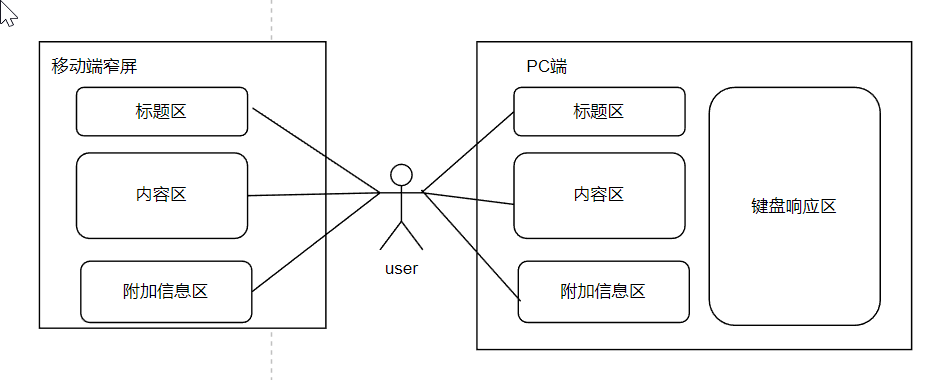 移动端窄屏
标题区
内容区
附加信息区
user
PC端
标题区
内容区
附加信息区
键盘响应区